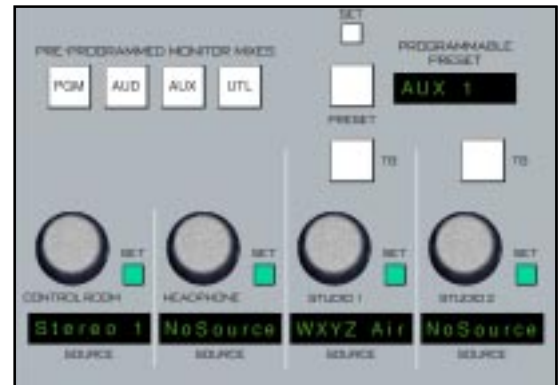 SET
PRE-PROGRAMMED MONITOR MIXES
PROGRAMMABLE
PRESET
PGM AUD AUX UTL
AUX 1
PRESET
TB TB
SET SET SET SET
CONTROL ROOM HEADPHONE STUDIO 1 STUDIO 2
Stereo 1 NoSource WXYZ Air NoSource
SOURCE SOURCE SOURCE SOURCE